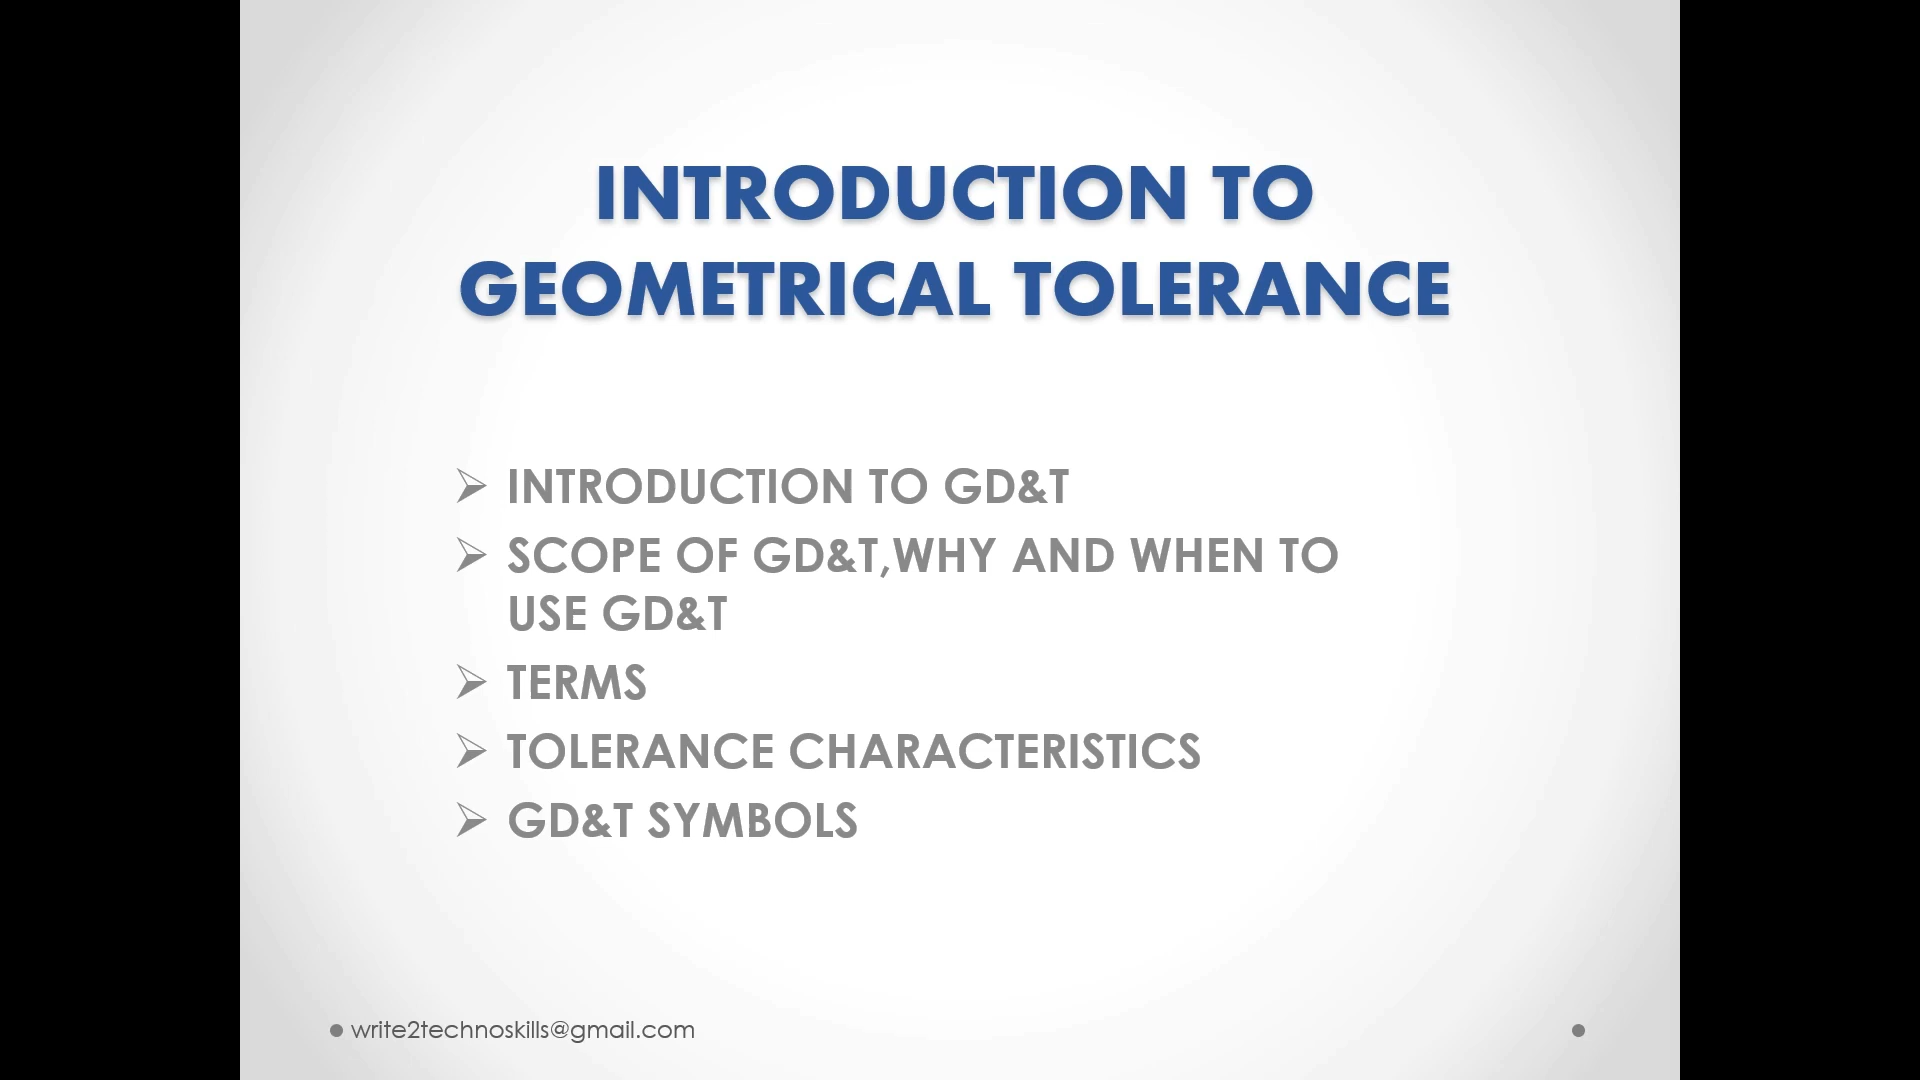 INTRODUCTION TO
GEOMETRICAL TOLERANCE
INTRODUCTION TO GD&T
SCOPE OF GD&T,WHY AND WHEN TO
USE GD&T
TERMS
TOLERANCE CHARACTERISTICS
GD&T SYMBOLS
write2technoskills@gmail.com